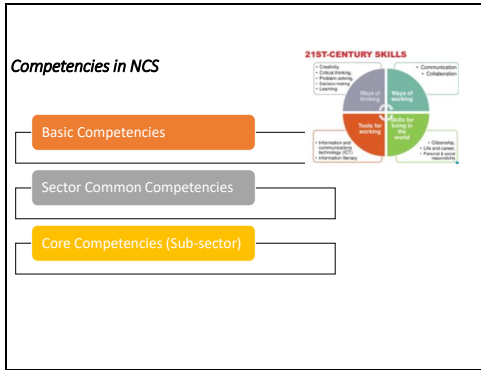 Competencies in NCS
21ST-CENTURY SKILLS
• Creativity,
• Critical thinking,
• Problem-solving,
• Decision-making
• Learning
• Communication
• Collaboration
Ways of
thinking
Ways of
working
Tools for
working
Skills for
living in
the
world
• Information and
communications
technology (ICT)
• Information literacy
• Citizenship,
• Life and career,
• Personal & social
responsibility
Basic Competencies
Sector Common Competencies
Core Competencies (Sub-sector)